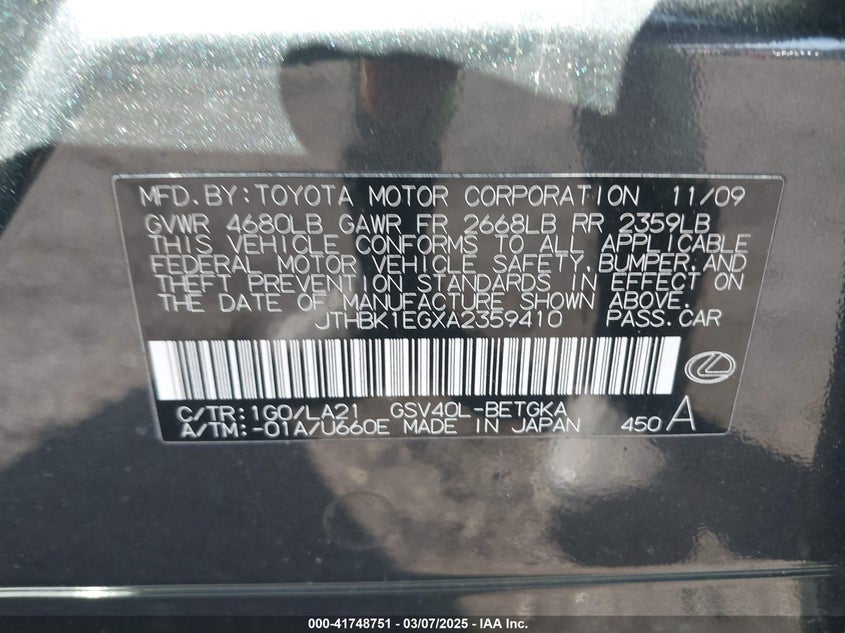 MFD.BY:TOYOTA MOTOR CORPORATION 11/09
GVWR 4680LB GAWR FR 2668LB RR 2359LB
THIS VEHICLE CONFORMS TO ALL APPLICABLE
FEDERAL MOTOR VEHICLE SAFETY,BUMPER,AND
THEFT PREVENTION STANDARDS IN EFFECT ON
THE DATE OF MANUFACTURE SHOWN ABOVE.
JTHBK1EGXA2359410 PASS.CAR
C/TR:1G0/LA21 GSV40L-BETGKA
A/TM:-01A/U660E MADE IN JAPAN 450 A
000-41748751 — 03/07/2025 — IAA Inc.